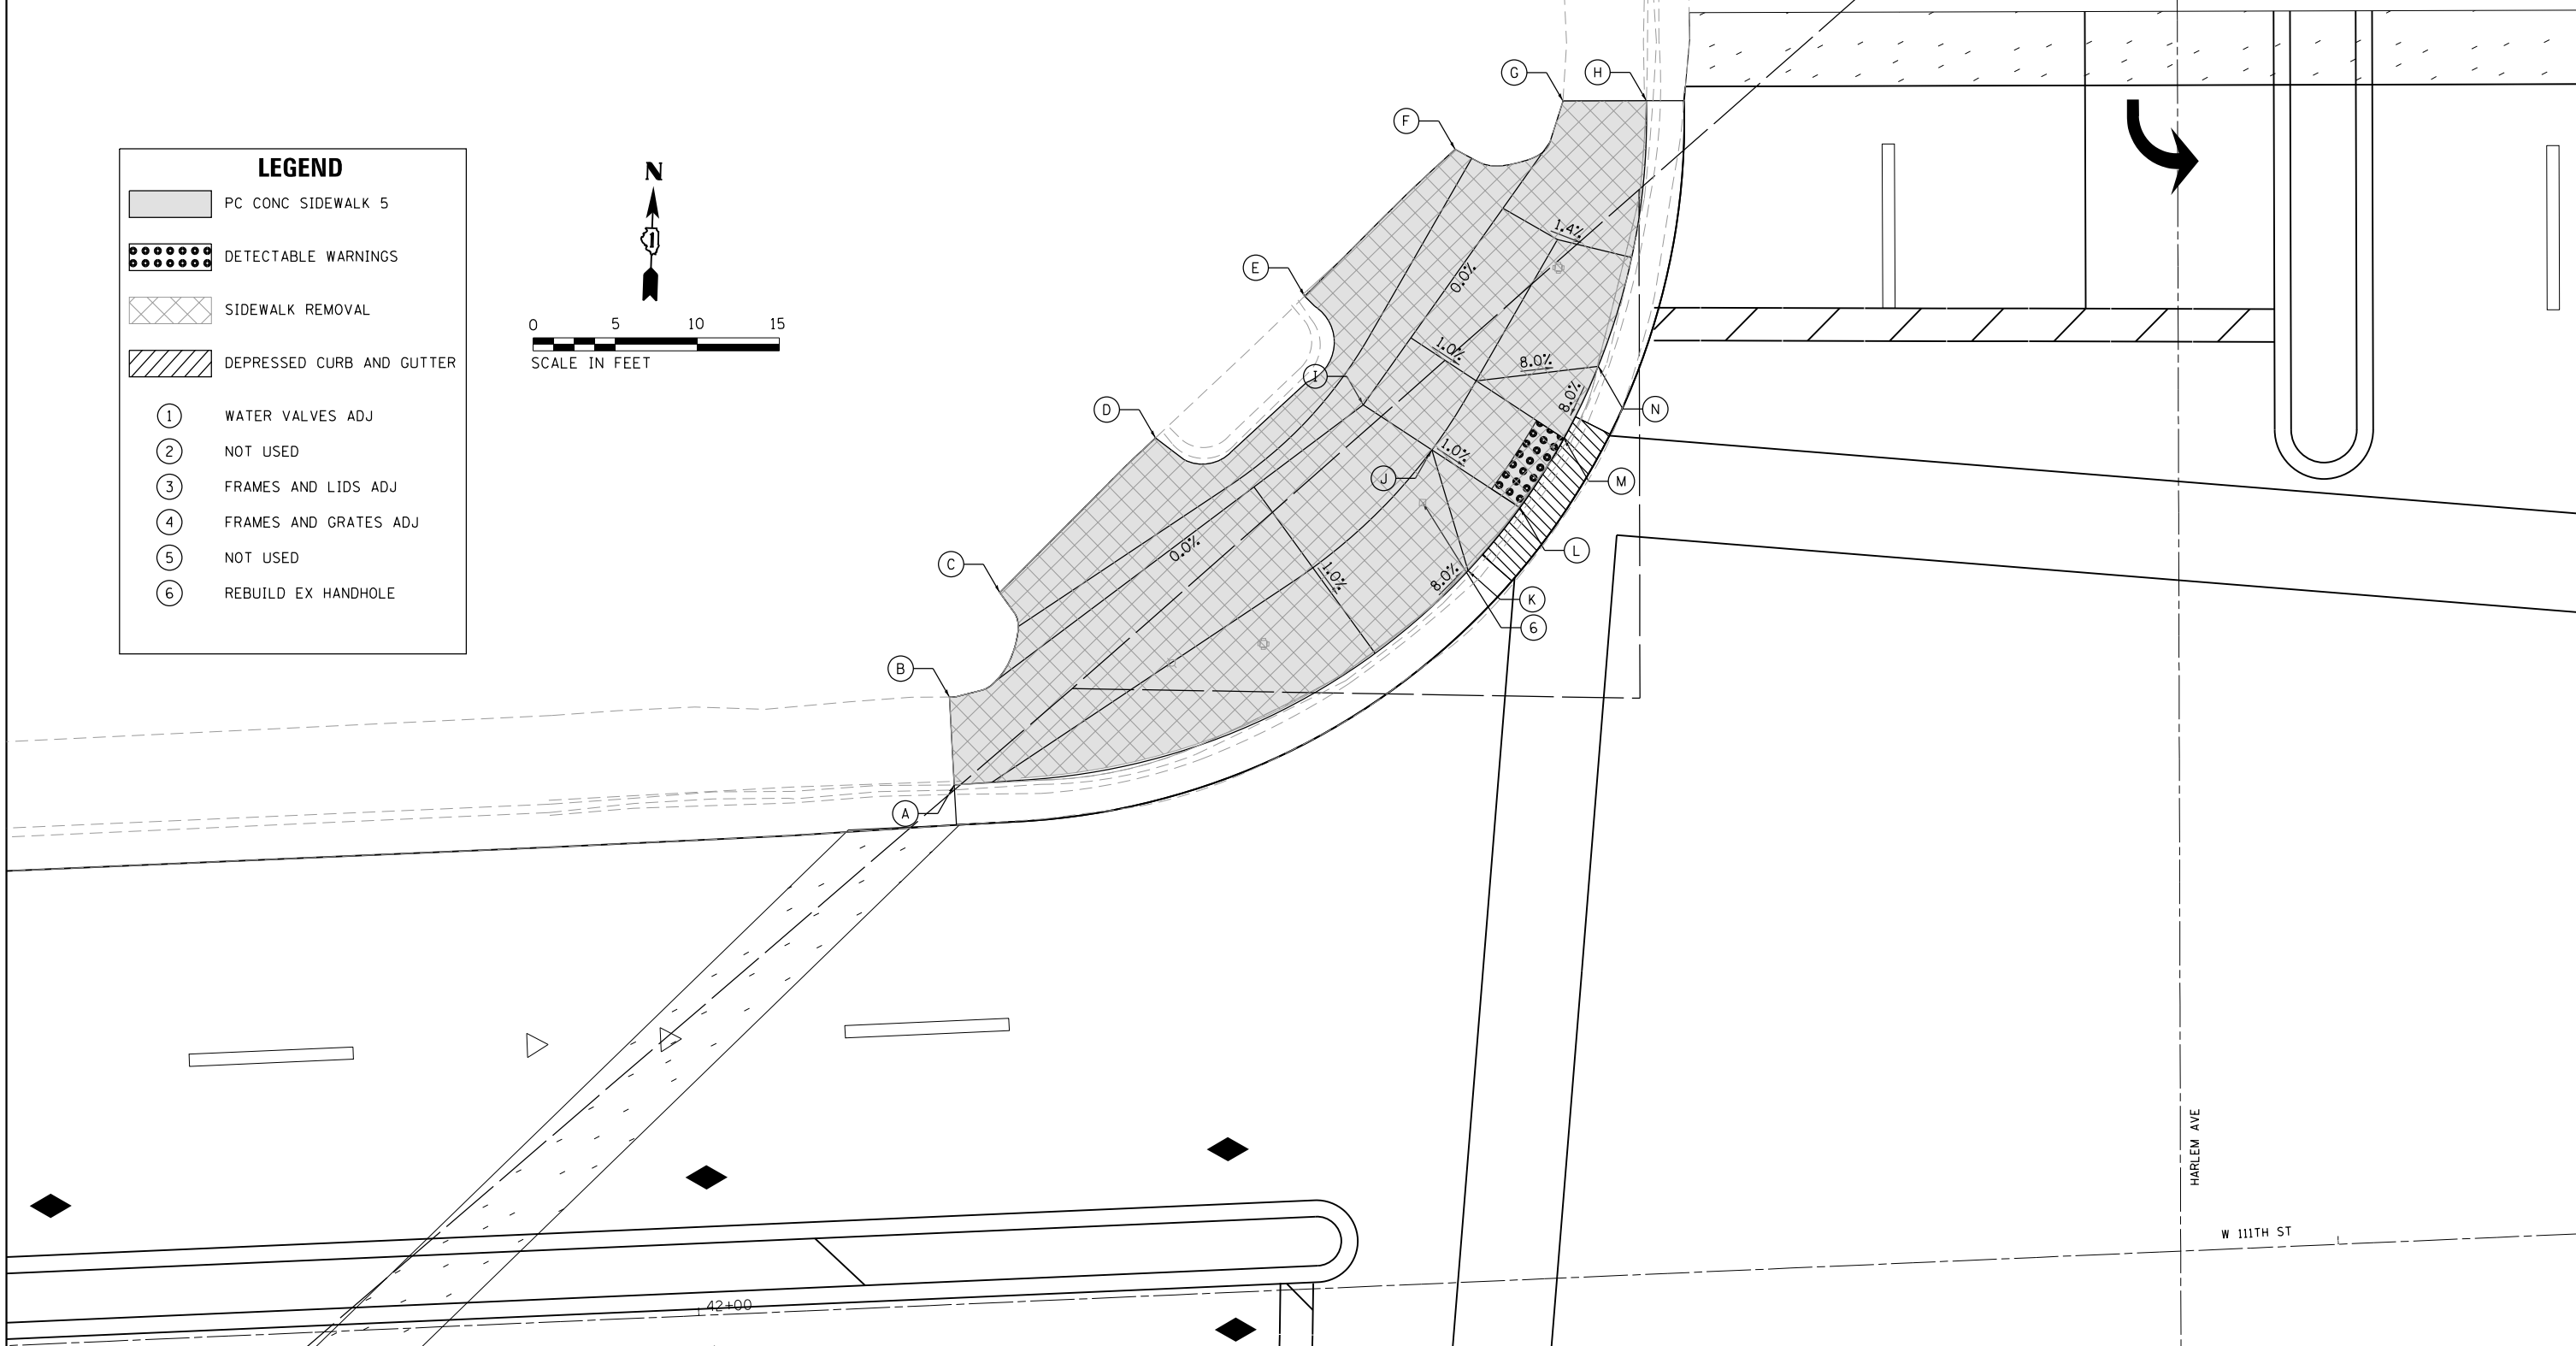 LEGEND
PC CONC SIDEWALK 5
DETECTABLE WARNINGS
SIDEWALK REMOVAL
DEPRESSED CURB AND GUTTER
1 WATER VALVES ADJ
2 NOT USED
3 FRAMES AND LIDS ADJ
4 FRAMES AND GRATES ADJ
5 NOT USED
6 REBUILD EX HANDHOLE
N
1
0 5 10 15
SCALE IN FEET
G
H
F
E
D
C
B
A
I
J
N
M
L
K
6
1.4%
0.0%
1.0%
8.0%
8.0%
1.0%
0.0%
1.0%
8.0%
HARLEM AVE
W 111TH ST
42+00